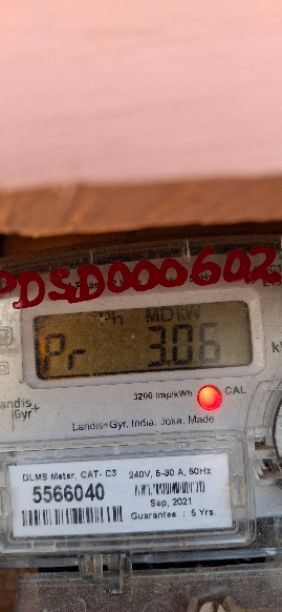 PDSD000602
Ph MDKW
Pr 3.06
3200 imp/kWh CAL
Landis+Gyr, India, Joka, Made
Landis
Gyr+
DLMS Meter, CAT- C3 240V, 5-30 A, 50Hz
5566040
Sep, 2021
Guarantee : 5 Yrs.